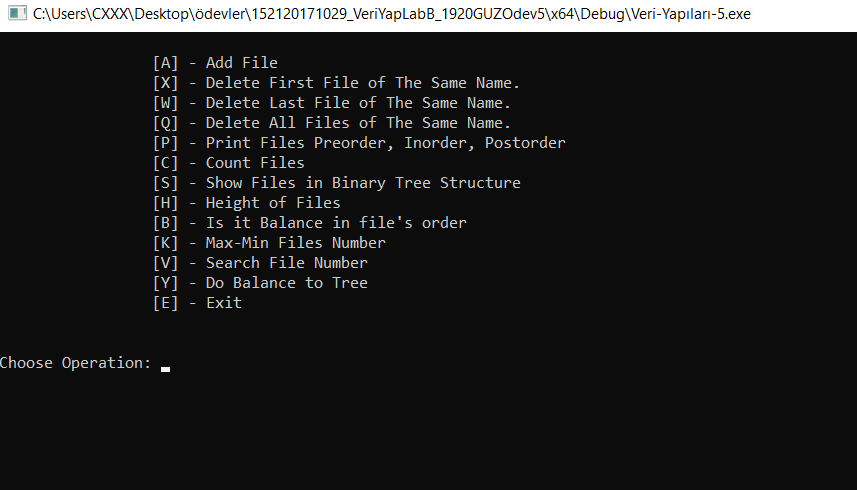 C:\Users\CXXX\Desktop\ödevler\152120171029_VeriYapLabB_1920GUZOdev5\x64\Debug\Veri-Yapıları-5.exe
[A] - Add File
[X] - Delete First File of The Same Name.
[W] - Delete Last File of The Same Name.
[Q] - Delete All Files of The Same Name.
[P] - Print Files Preorder, Inorder, Postorder
[C] - Count Files
[S] - Show Files in Binary Tree Structure
[H] - Height of Files
[B] - Is it Balance in file's order
[K] - Max-Min Files Number
[V] - Search File Number
[Y] - Do Balance to Tree
[E] - Exit
Choose Operation: